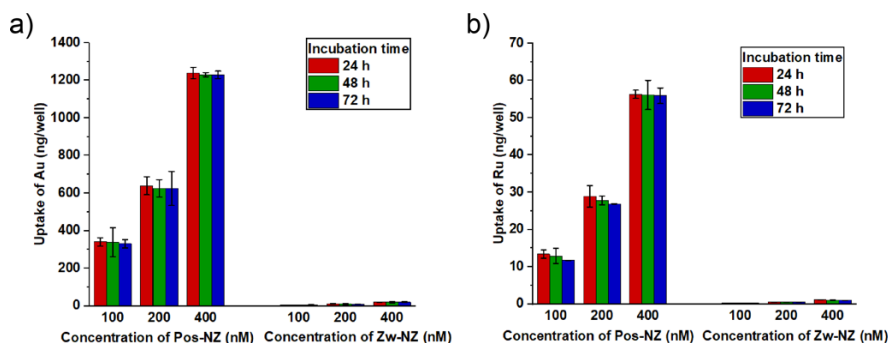 a)
Uptake of Au (ng/well)
1400
1200
1000
800
600
400
200
0
Incubation time
24 h
48 h
72 h
100 200 400 100 200 400
Concentration of Pos-NZ (nM) Concentration of Zw-NZ (nM)
b)
Uptake of Ru (ng/well)
70
60
50
40
30
20
10
0
Incubation time
24 h
48 h
72 h
100 200 400 100 200 400
Concentration of Pos-NZ (nM) Concentration of Zw-NZ (nM)